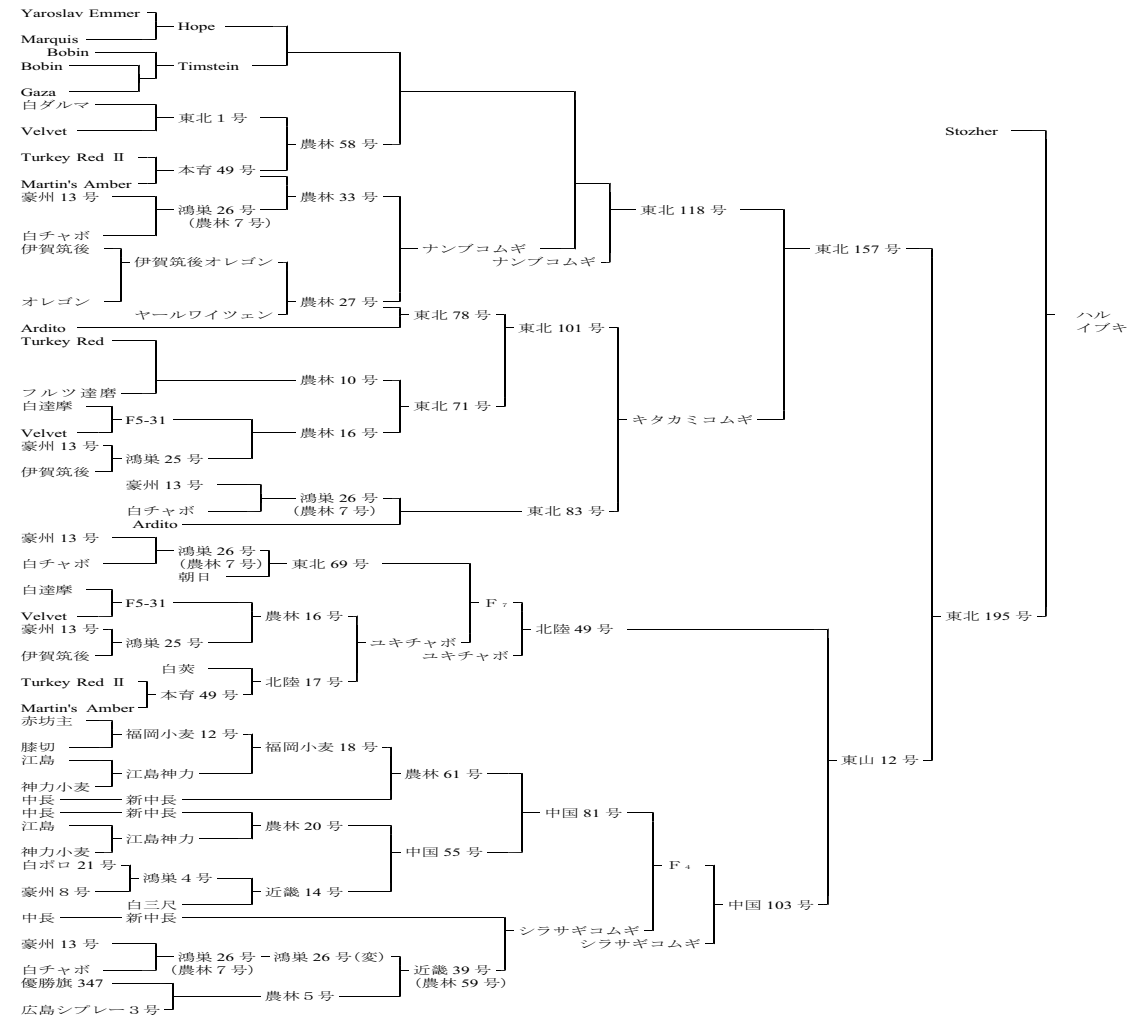 Yaroslav Emmer
Hope
Marquis
Bobin
Bobin
Timstein
Gaza
白ダルマ
東北 1 号
Velvet
Stozher
農林 58 号
Turkey Red Ⅱ
本育 49 号
Martin's Amber
豪州 13 号
農林 33 号
鴻巣 26 号
(農林 7 号)
東北 118 号
白チャボ
伊賀筑後
ナンブコムギ
東北 157 号
伊賀筑後オレゴン
ナンブコムギ
オレゴン
農林 27 号
ヤールワイツェン
東北 78 号
ハル
イブキ
Ardito
東北 101 号
Turkey Red
農林 10 号
フルツ達磨
白達摩
東北 71 号
F5-31
キタカミコムギ
Velvet
農林 16 号
豪州 13 号
鴻巣 25 号
伊賀筑後
豪州 13 号
鴻巣 26 号
(農林 7 号)
白チャボ
東北 83 号
Ardito
豪州 13 号
鴻巣 26 号
(農林 7 号)
白チャボ
東北 69 号
朝日
白達摩
F5-31
F ₇
Velvet
農林 16 号
東北 195 号
豪州 13 号
北陸 49 号
鴻巣 25 号
ユキチャボ
伊賀筑後
ユキチャボ
白莢
Turkey Red Ⅱ
北陸 17 号
本育 49 号
Martin's Amber
赤坊主
福岡小麦 12 号
膝切
福岡小麦 18 号
江島
東山 12 号
江島神力
農林 61 号
神力小麦
中長
新中長
中長
新中長
中国 81 号
江島
農林 20 号
江島神力
神力小麦
中国 55 号
白ボロ 21 号
F ₄
鴻巣 4 号
豪州 8 号
近畿 14 号
白三尺
中国 103 号
中長
新中長
シラサギコムギ
豪州 13 号
シラサギコムギ
鴻巣 26 号
(農林 7 号)
鴻巣 26 号(変)
白チャボ
近畿 39 号
(農林 59 号)
優勝旗 347
農林 5 号
広島シプレー 3 号